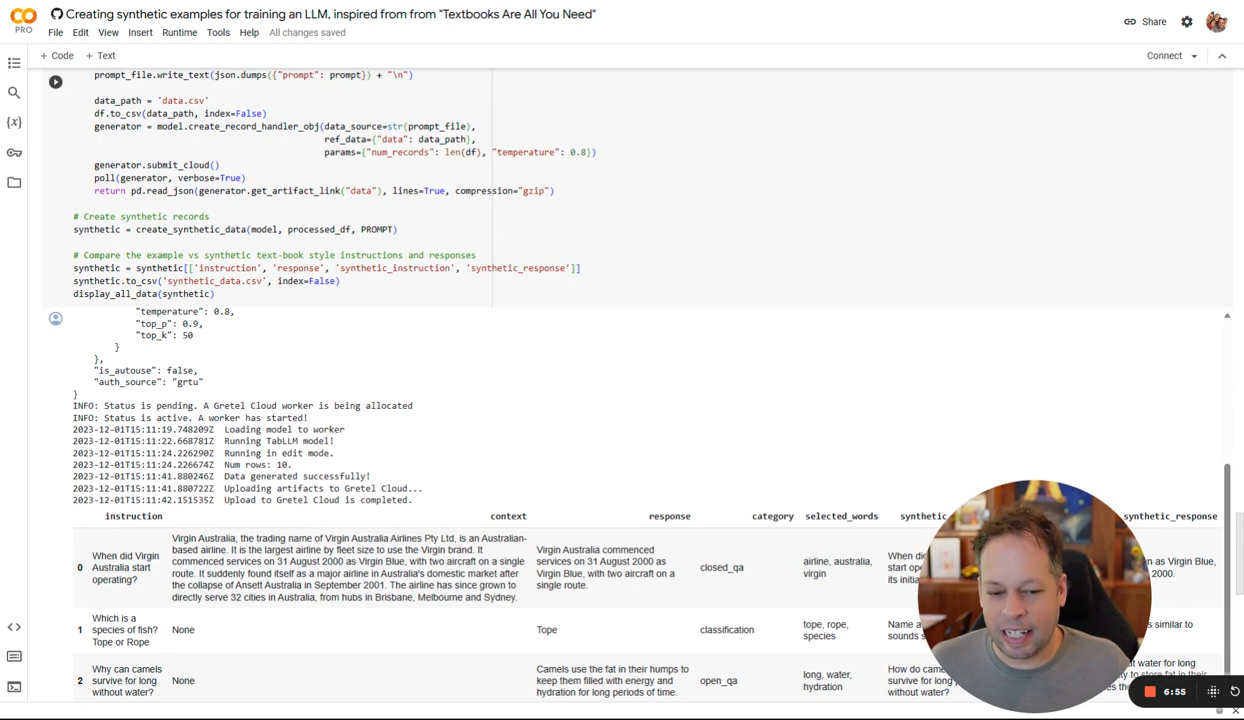 CO
PRO
Creating synthetic examples for training an LLM, inspired from from "Textbooks Are All You Need"
File Edit View Insert Runtime Tools Help All changes saved
Share
+ Code + Text
Connect
{x}
prompt_file.write_text(json.dumps({"prompt": prompt}) + "\n")
data_path = 'data.csv'
df.to_csv(data_path, index=False)
generator = model.create_record_handler_obj(data_source=str(prompt_file),
ref_data={"data": data_path},
params={"num_records": len(df), "temperature": 0.8})
generator.submit_cloud()
poll(generator, verbose=True)
return pd.read_json(generator.get_artifact_link("data"), lines=True, compression="gzip")
# Create synthetic records
synthetic = create_synthetic_data(model, processed_df, PROMPT)
# Compare the example vs synthetic text-book style instructions and responses
synthetic = synthetic[['instruction', 'response', 'synthetic_instruction', 'synthetic_response']]
synthetic.to_csv('synthetic_data.csv', index=False)
display_all_data(synthetic)
"temperature": 0.8,
"top_p": 0.9,
"top_k": 50
}
},
"is_autouse": false,
"auth_source": "grtu"
}
INFO: Status is pending. A Gretel Cloud worker is being allocated
INFO: Status is active. A worker has started!
2023-12-01T15:11:19.748209Z Loading model to worker
2023-12-01T15:11:22.668781Z Running TabLLM model!
2023-12-01T15:11:24.226290Z Running in edit mode.
2023-12-01T15:11:24.226674Z Num rows: 10.
2023-12-01T15:11:41.880246Z Data generated successfully!
2023-12-01T15:11:41.880722Z Uploading artifacts to Gretel Cloud...
2023-12-01T15:11:42.151535Z Upload to Gretel Cloud is completed.
instruction context response category selected_words synthetic_ synthetic_response
0 When did Virgin Australia start operating?
Virgin Australia, the trading name of Virgin Australia Airlines Pty Ltd, is an Australian-
based airline. It is the largest airline by fleet size to use the Virgin brand. It
commenced services on 31 August 2000 as Virgin Blue, with two aircraft on a single
route. It suddenly found itself as a major airline in Australia's domestic market after
the collapse of Ansett Australia in September 2001. The airline has since grown to
directly serve 32 cities in Australia, from hubs in Brisbane, Melbourne and Sydney.
Virgin Australia commenced
services on 31 August 2000 as
Virgin Blue, with two aircraft on a
single route.
closed_qa
airline, australia,
virgin
When di
start ope
its initia
n as Virgin Blue,
2000.
1 Which is a
species of fish?
Tope or Rope
None
Tope
classification
tope, rope,
species
Name a
sounds s
s similar to
2 Why can camels
survive for long
without water?
None
Camels use the fat in their humps to
keep them filled with energy and
hydration for long periods of time.
open_qa
long, water,
hydration
How do came
survive for long
without water?
t water for long
ty to store fat in their
es the
6:55